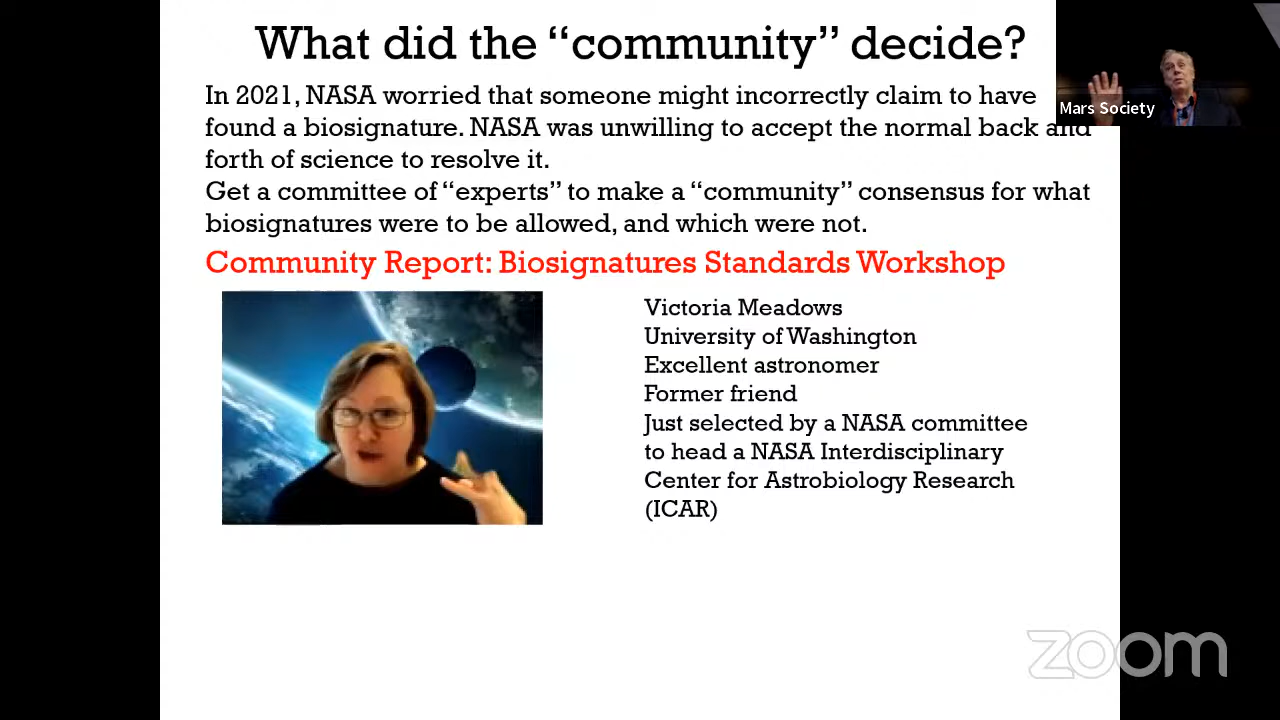 What did the “community” decide?
In 2021, NASA worried that someone might incorrectly claim to have
found a biosignature. NASA was unwilling to accept the normal back and
forth of science to resolve it.
Get a committee of “experts” to make a “community” consensus for what
biosignatures were to be allowed, and which were not.
Community Report: Biosignatures Standards Workshop
Victoria Meadows
University of Washington
Excellent astronomer
Former friend
Just selected by a NASA committee
to head a NASA Interdisciplinary
Center for Astrobiology Research
(ICAR)
Mars Society
zoom